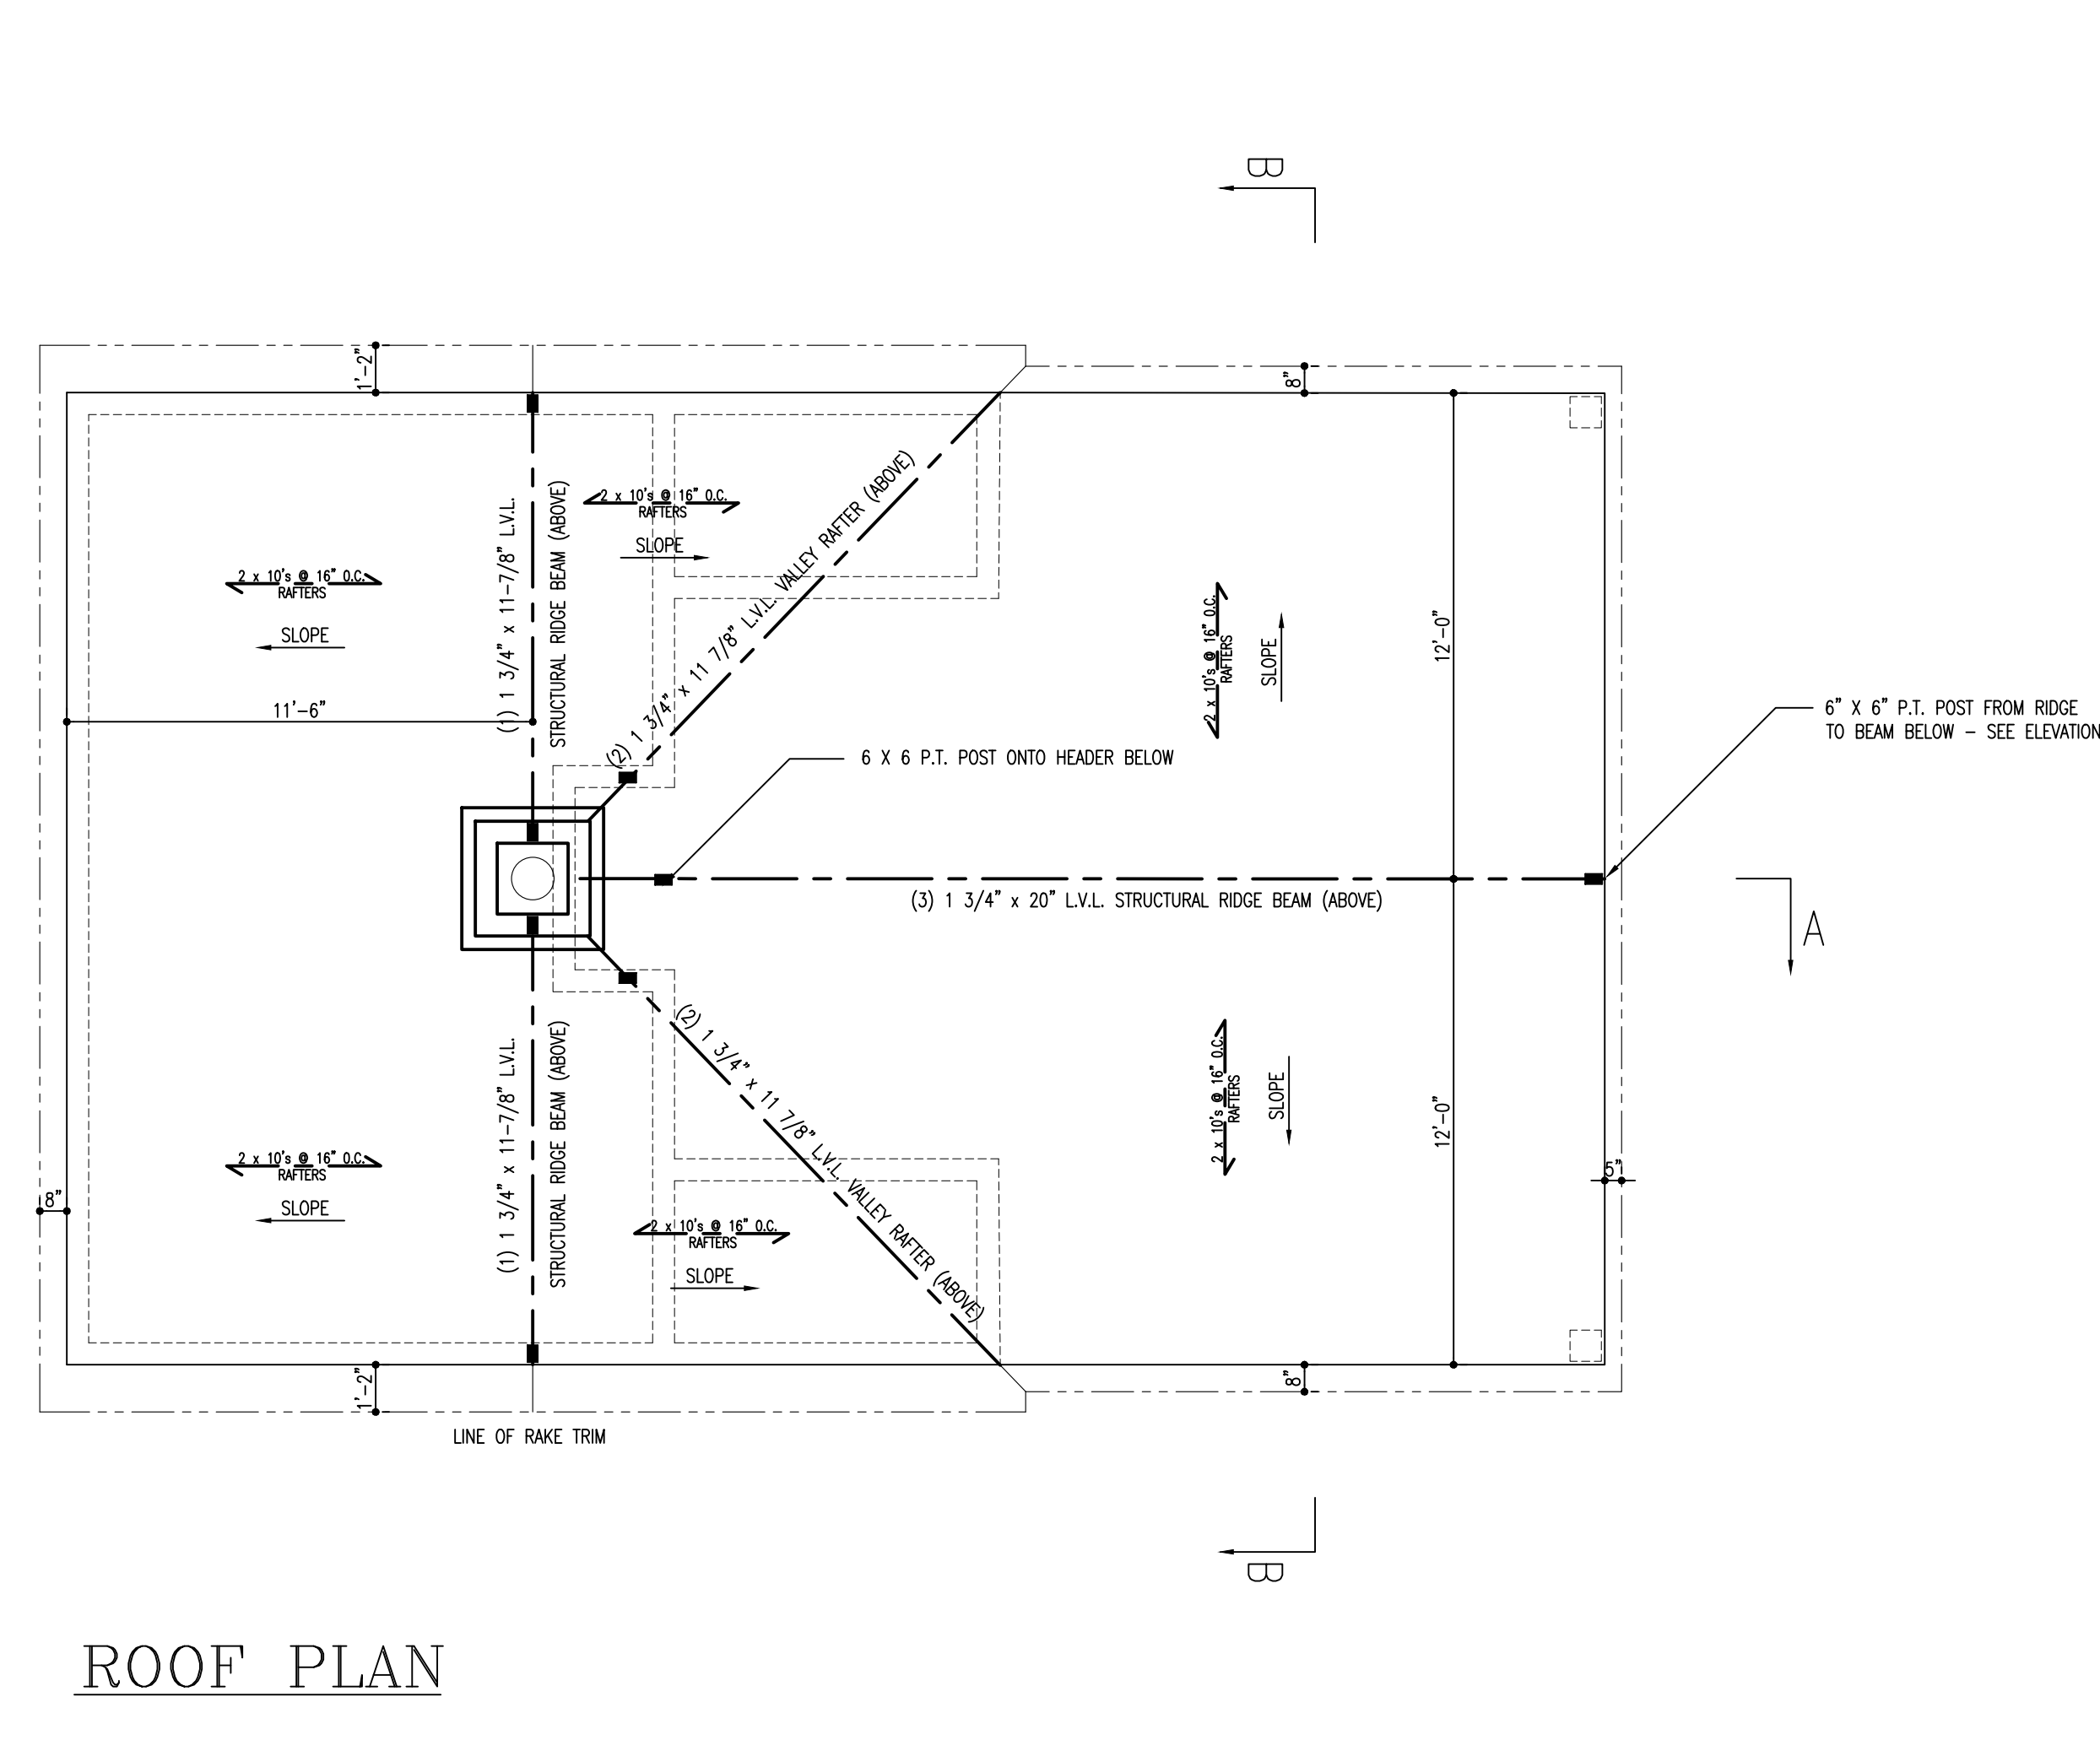 B
1'-2"
8"
2 x 10's @ 16" O.C.
RAFTERS
SLOPE
2 x 10's @ 16" O.C.
RAFTERS
SLOPE
(1) 1 3/4" x 11-7/8" L.V.L.
STRUCTURAL RIDGE BEAM (ABOVE)
(2) 1 3/4" x 11 7/8" L.V.L. VALLEY RAFTER (ABOVE)
2 x 10's @ 16" O.C.
RAFTERS
SLOPE
12'-0"
11'-6"
6 X 6 P.T. POST ONTO HEADER BELOW
6" X 6" P.T. POST FROM RIDGE
TO BEAM BELOW - SEE ELEVATION
(3) 1 3/4" x 20" L.V.L. STRUCTURAL RIDGE BEAM (ABOVE)
A
(1) 1 3/4" x 11-7/8" L.V.L.
STRUCTURAL RIDGE BEAM (ABOVE)
(2) 1 3/4" x 11 7/8" L.V.L. VALLEY RAFTER (ABOVE)
2 x 10's @ 16" O.C.
RAFTERS
SLOPE
12'-0"
2 x 10's @ 16" O.C.
RAFTERS
SLOPE
5"
8"
2 x 10's @ 16" O.C.
RAFTERS
SLOPE
1'-2"
8"
LINE OF RAKE TRIM
B
ROOF PLAN